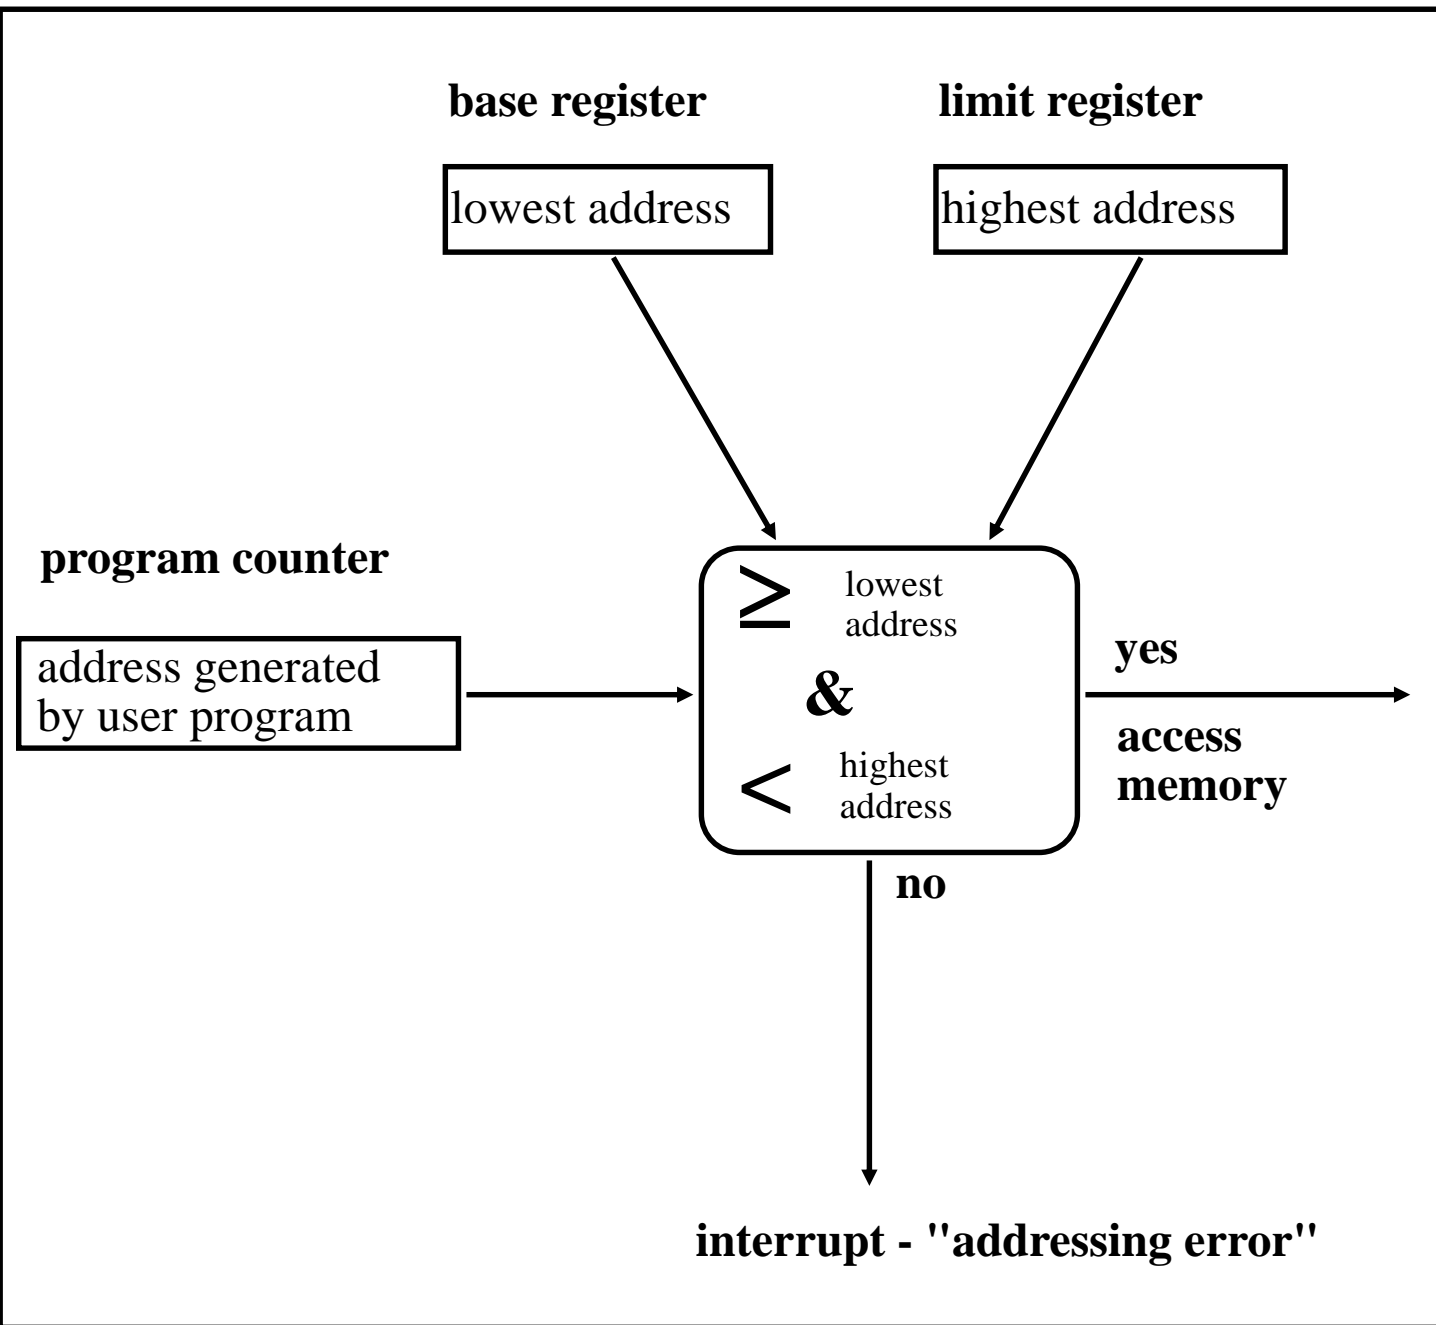 base register
limit register
lowest address
highest address
program counter
address generated
by user program
≥ lowest
address
&
< highest
address
yes
access
memory
no
interrupt - "addressing error"